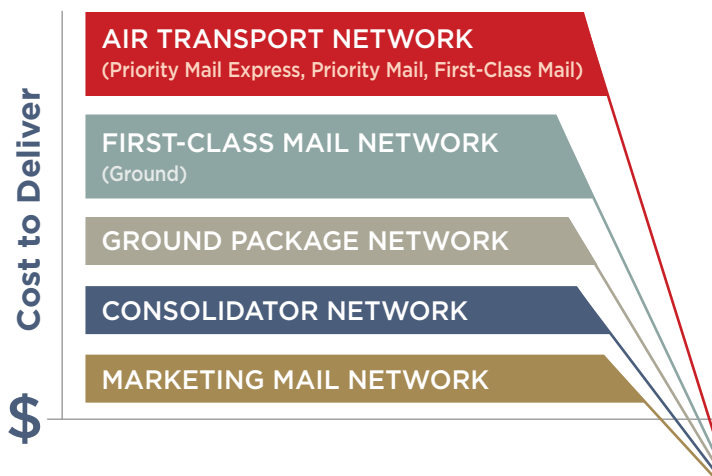 AIR TRANSPORT NETWORK
(Priority Mail Express, Priority Mail, First-Class Mail)
FIRST-CLASS MAIL NETWORK
(Ground)
GROUND PACKAGE NETWORK
CONSOLIDATOR NETWORK
MARKETING MAIL NETWORK
Cost to Deliver
$